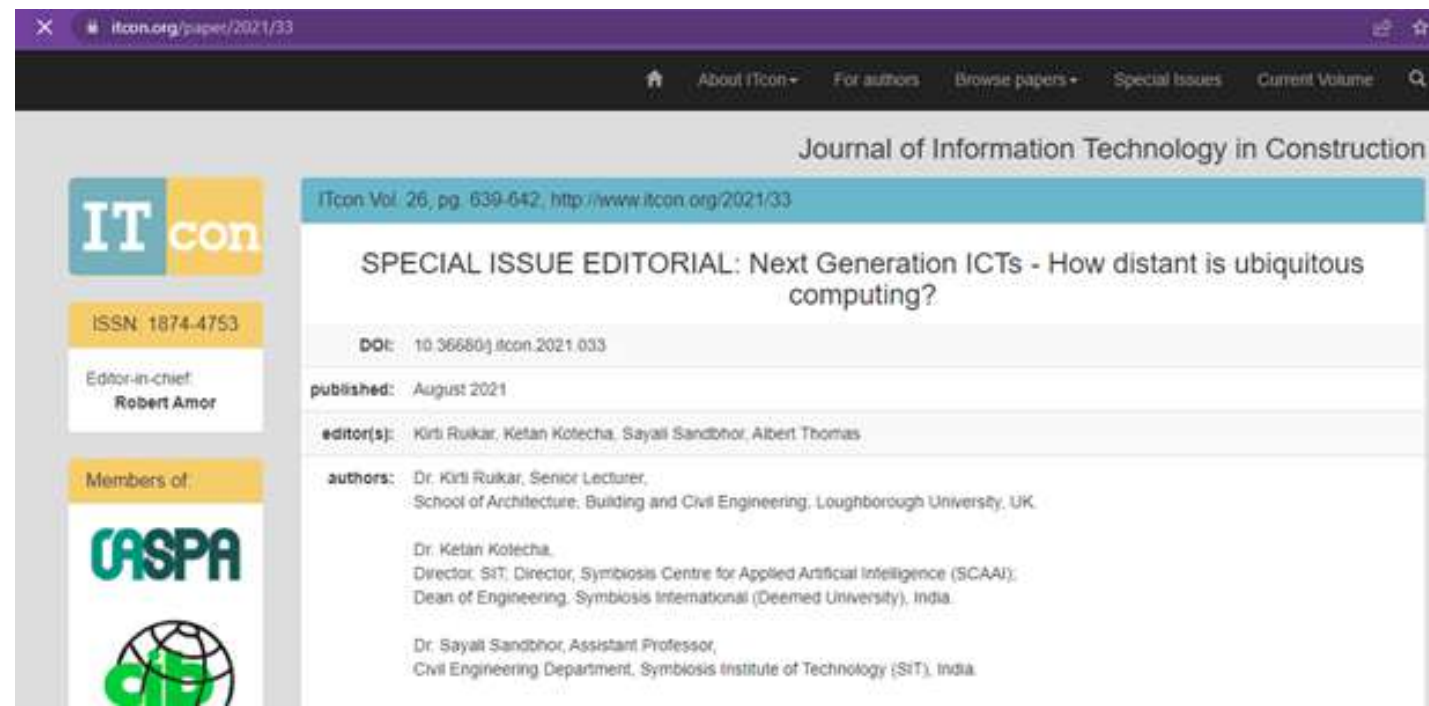 itcon.org/paper/2021/33
About ITcon For authors Browse papers Special Issues Current Volume
Journal of Information Technology in Construction
IT con
ITcon Vol. 26, pg. 639-642, http://www.itcon.org/2021/33
SPECIAL ISSUE EDITORIAL: Next Generation ICTs - How distant is ubiquitous
computing?
ISSN: 1874-4753
DOI: 10.36680/j.itcon.2021.033
Editor-in-chief:
Robert Amor
published: August 2021
editor(s): Kirti Ruikar, Ketan Kotecha, Sayali Sandbhor, Albert Thomas
Members of:
authors: Dr. Kirti Ruikar, Senior Lecturer,
School of Architecture, Building and Civil Engineering, Loughborough University, UK.
OASPA
Dr. Ketan Kotecha,
Director, SIT; Director, Symbiosis Centre for Applied Artificial Intelligence (SCAAI);
Dean of Engineering, Symbiosis International (Deemed University), India.
cib
Dr. Sayali Sandbhor, Assistant Professor,
Civil Engineering Department, Symbiosis Institute of Technology (SIT), India.